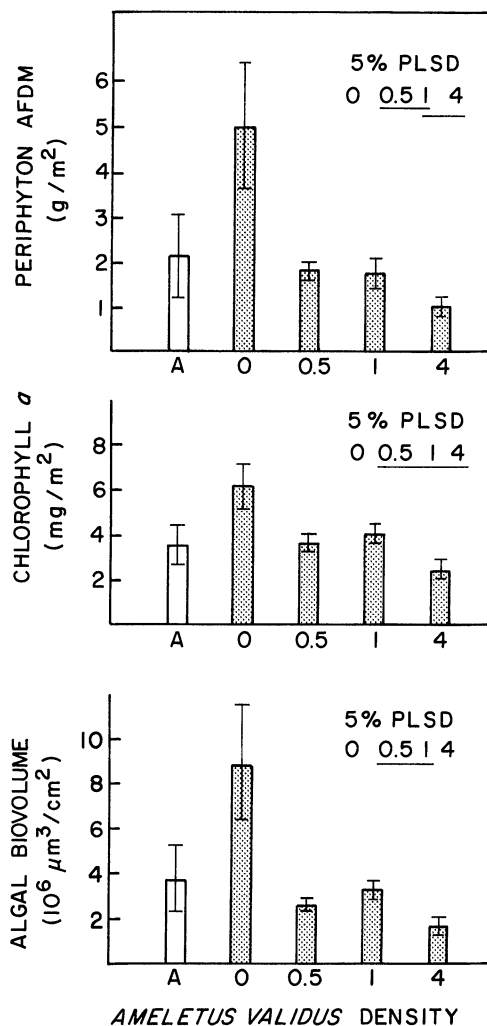 PERIPHYTON AFDM
(g/m²)
6
5
4
3
2
1
5% PLSD
0 0.5 1 4
A 0 0.5 1 4
CHLOROPHYLL a
(mg/m²)
8
6
4
2
5% PLSD
0 0.5 1 4
A 0 0.5 1 4
ALGAL BIOVOLUME
(10⁶ µm³/cm²)
10
8
6
4
2
5% PLSD
0 0.5 1 4
A 0 0.5 1 4
AMELETUS VALIDUS DENSITY